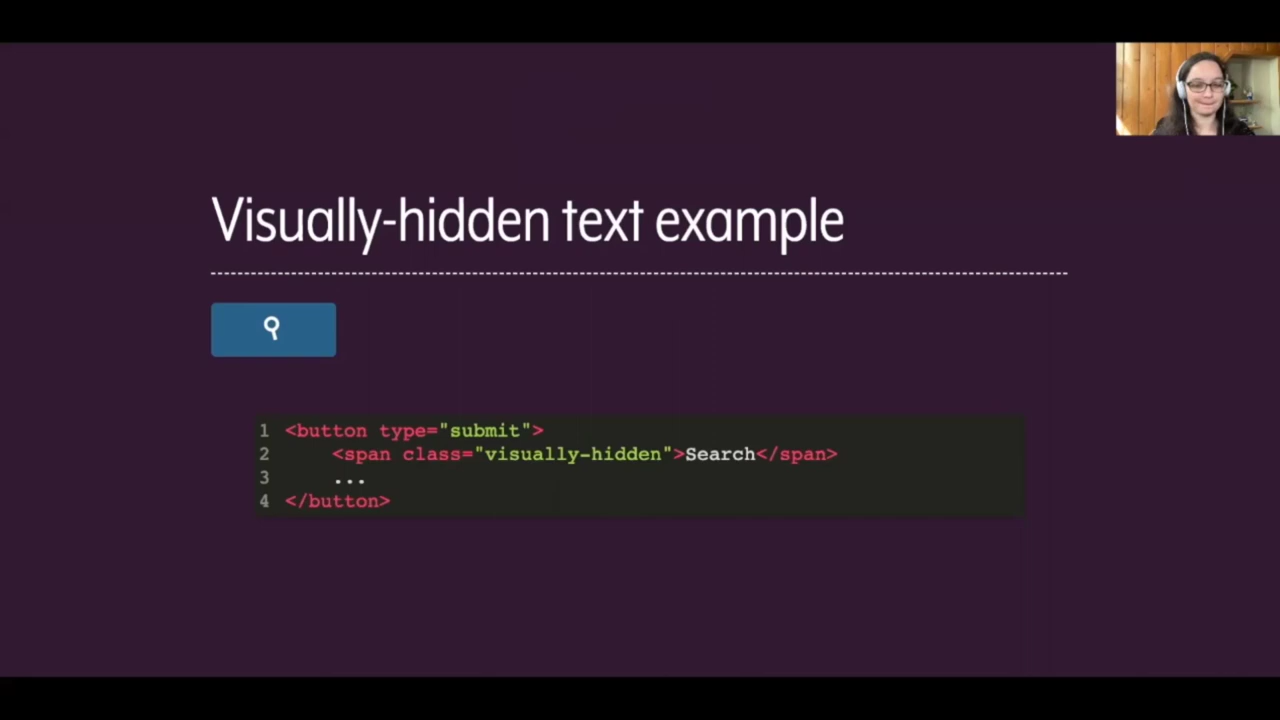 Visually-hidden text example
1 <button type="submit">
2     <span class="visually-hidden">Search</span>
3     ...
4 </button>